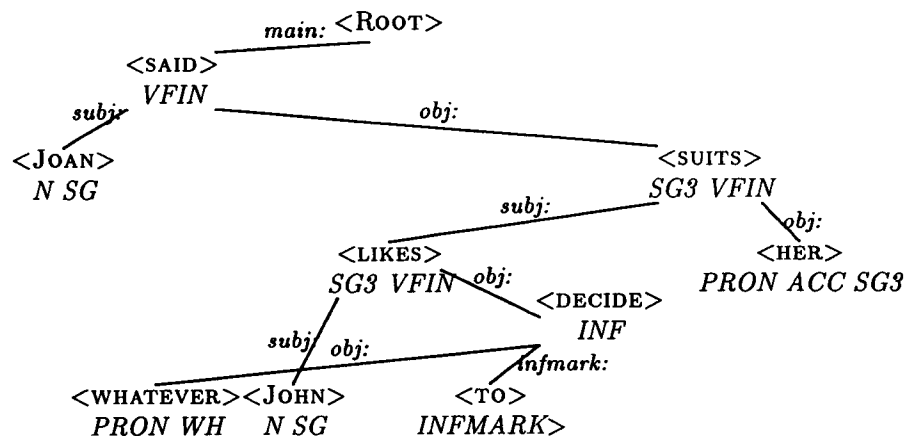 main: <ROOT>
<SAID>
VFIN
subj: obj:
<JOAN> <SUITS>
N SG SG3 VFIN
subj: obj:
<LIKES> <HER>
SG3 VFIN obj: PRON ACC SG3
<DECIDE>
INF
subj: obj: infmark:
<WHATEVER> <JOHN> <TO>
PRON WH N SG INFMARK>